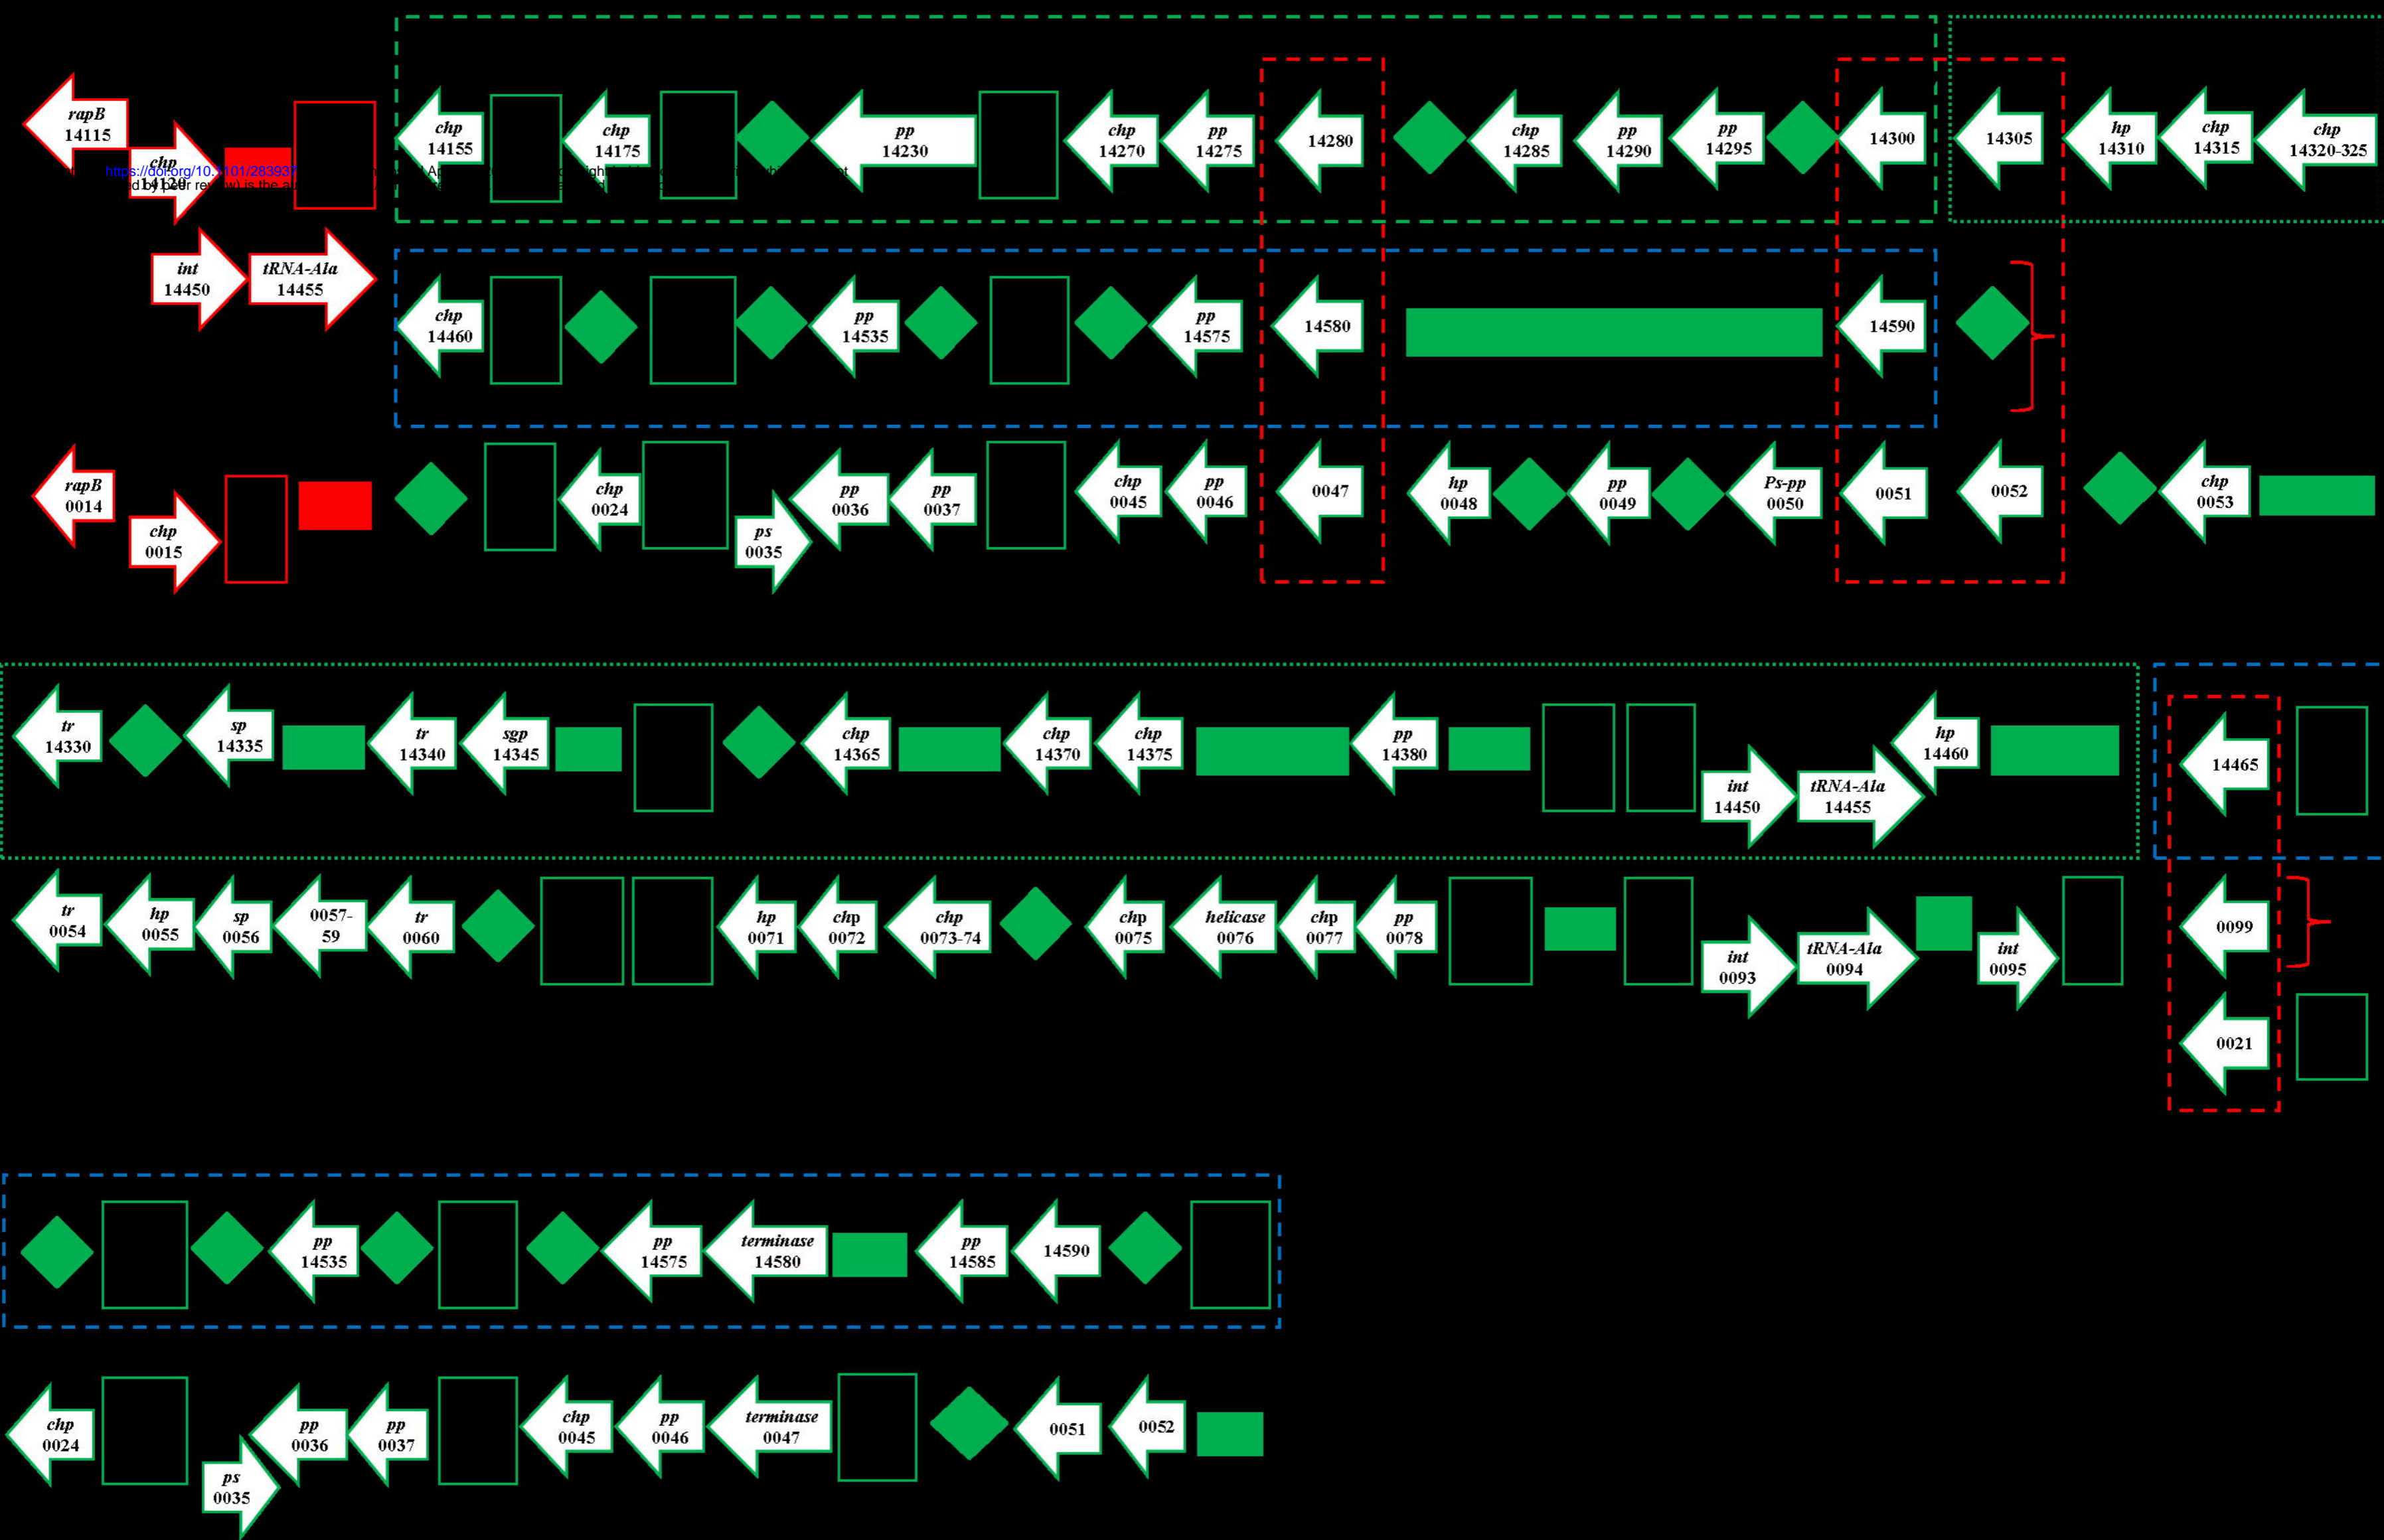 rapB
14115
chp
14120
https://doi.org/10.1101/283937
chp
14155
chp
14175
pp
14230
chp
14270
pp
14275
14280
chp
14285
pp
14290
pp
14295
14300
14305
hp
14310
chp
14315
chp
14320-325
int
14450
tRNA-Ala
14455
chp
14460
pp
14535
pp
14575
14580
14590
rapB
0014
chp
0015
chp
0024
ps
0035
pp
0036
pp
0037
chp
0045
pp
0046
0047
hp
0048
pp
0049
Ps-pp
0050
0051
0052
chp
0053
tr
14330
sp
14335
tr
14340
sgp
14345
chp
14365
chp
14370
chp
14375
pp
14380
int
14450
tRNA-Ala
14455
hp
14460
14465
tr
0054
hp
0055
sp
0056
0057-
59
tr
0060
hp
0071
chp
0072
chp
0073-74
chp
0075
helicase
0076
chp
0077
pp
0078
int
0093
tRNA-Ala
0094
int
0095
0099
0021
pp
14535
pp
14575
terminase
14580
pp
14585
14590
chp
0024
ps
0035
pp
0036
pp
0037
chp
0045
pp
0046
terminase
0047
0051
0052